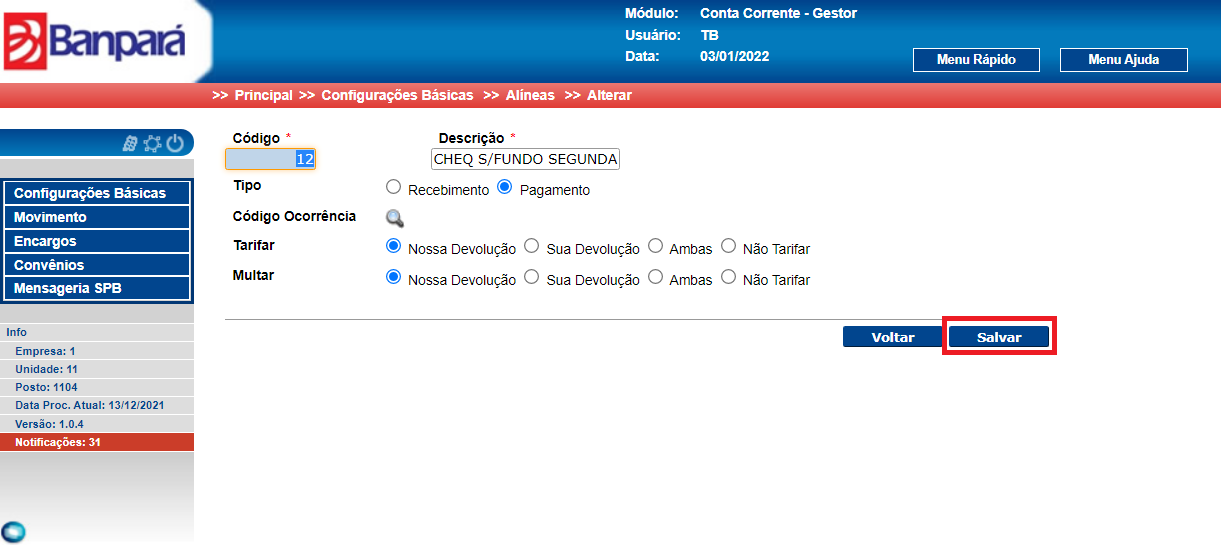 Banpará
Módulo: Conta Corrente - Gestor
Usuário: TB
Data: 03/01/2022
Menu Rápido
Menu Ajuda
>> Principal >> Configurações Básicas >> Alíneas >> Alterar
Configurações Básicas
Movimento
Encargos
Convênios
Mensageria SPB
Info
Empresa: 1
Unidade: 11
Posto: 1104
Data Proc. Atual: 13/12/2021
Versão: 1.0.4
Notificações: 31
Código * Descrição *
12 CHEQ S/FUNDO SEGUNDA
Tipo Recebimento Pagamento
Código Ocorrência
Tarifar Nossa Devolução Sua Devolução Ambas Não Tarifar
Multar Nossa Devolução Sua Devolução Ambas Não Tarifar
Voltar Salvar